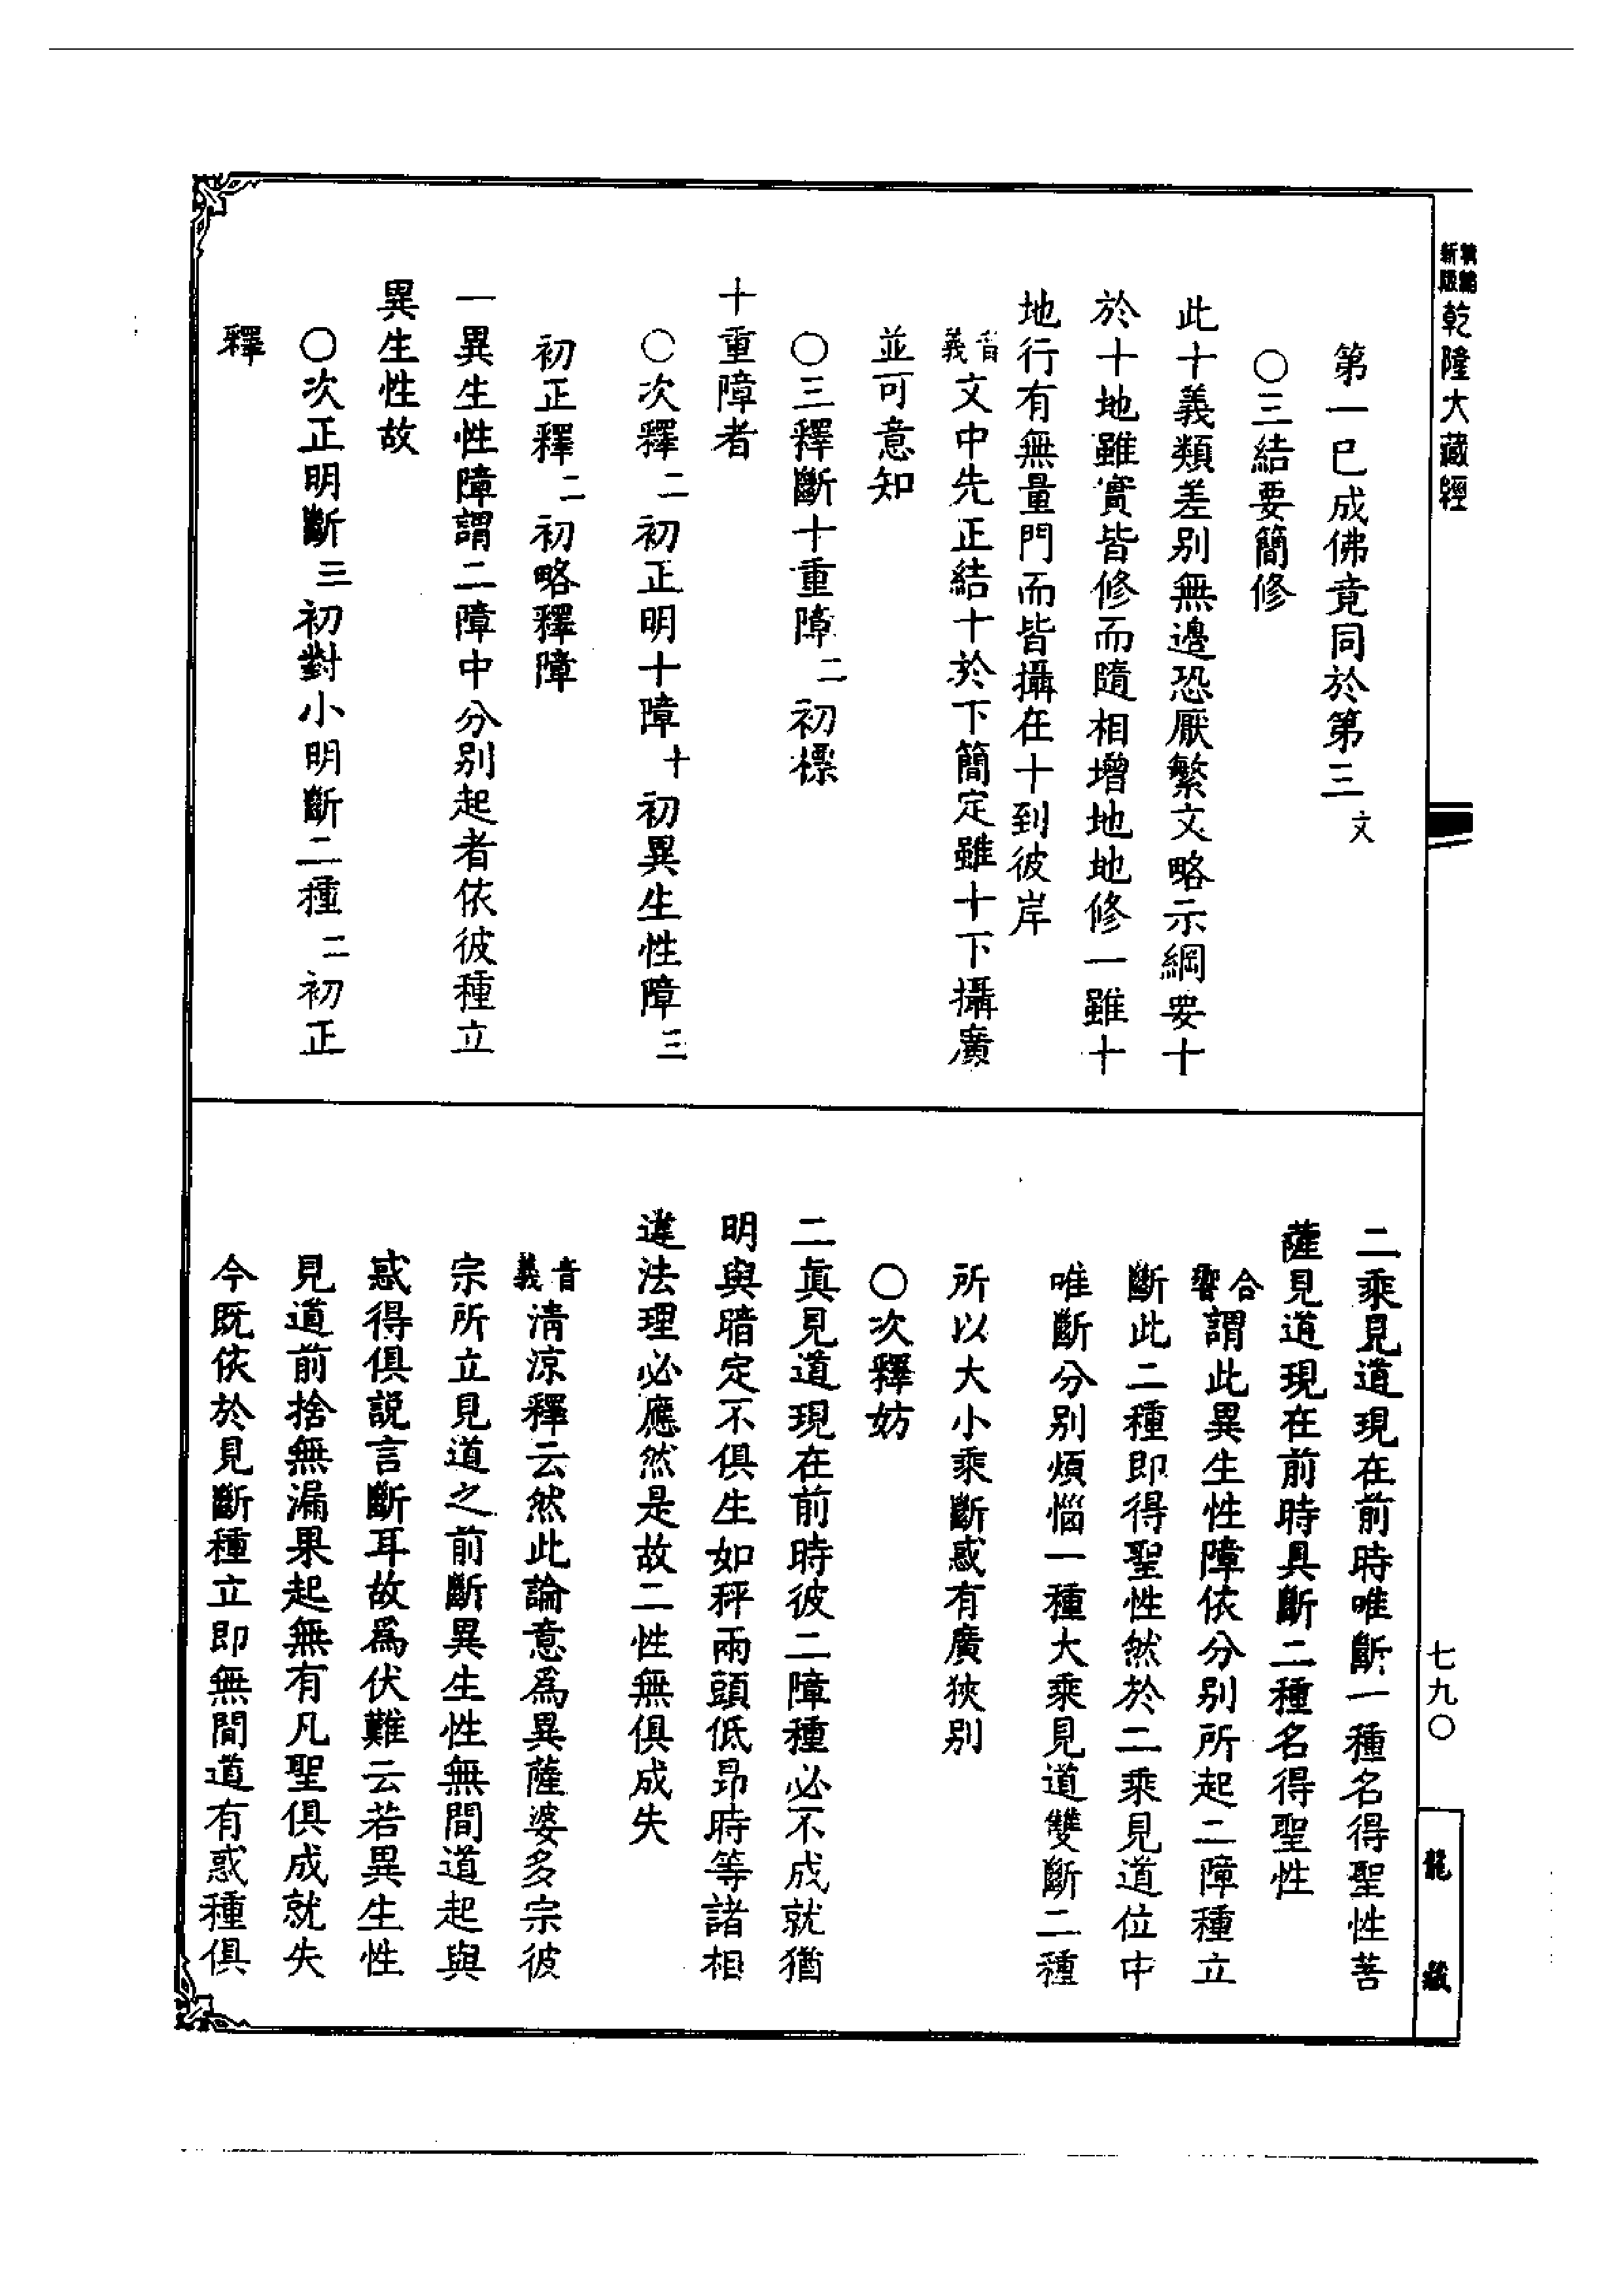 精編
新版
乾隆大藏經
第一已成佛竟同於第三文
○三結要簡修
此十義類差別無邊恐厭繁文略示綱要十
於十地雖實皆修而隨相增地地修一雖十
地行有無量門而皆攝在十到彼岸
音義文中先正結十於下簡定雖十下攝廣
並可意知
○三釋斷十重障二初標
十重障者
○次釋二初正明十障十初異生性障三
初正釋二初略釋障
一異生性障謂二障中分別起者依彼種立
異生性故
○次正明斷三初對小明斷二種二初正
釋
二乘見道現在前時唯斷一種名得聖性菩
薩見道現在前時具斷二種名得聖性
合響謂此異生性障依分別所起二障種立
斷此二種即得聖性然於二乘見道位中
唯斷分別煩惱一種大乘見道雙斷二種
所以大小乘斷惑有廣狹別
○次釋妨
二真見道現在前時彼二障種必不成就猶
明與暗定不俱生如秤兩頭低昂時等諸相
違法理必應然是故二性無俱成失
音義清涼釋云然此論意為異薩婆多宗彼
宗所立見道之前斷異生性無間道起與
惑得俱說言斷耳故為伏難云若異生性
見道前捨無漏果起無有凡聖俱成就失
今既依於見斷種立即無間道有惑種俱
七九〇
龍藏